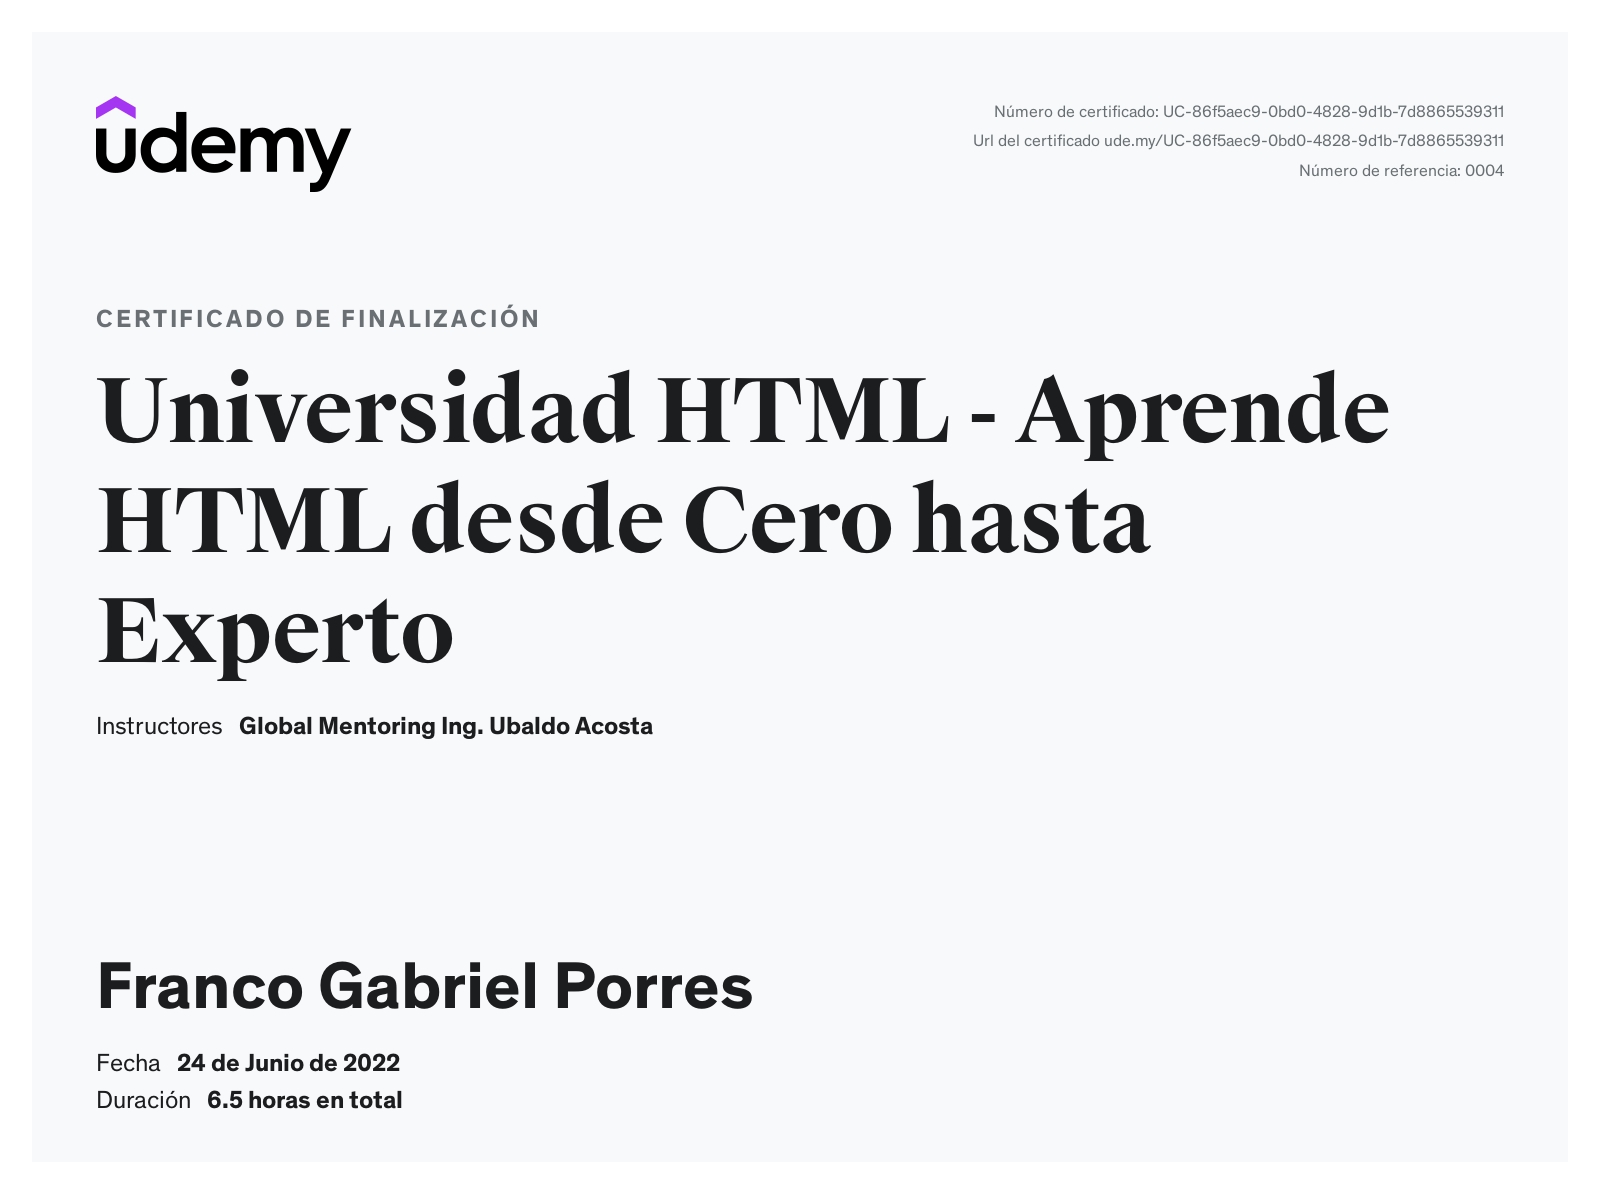 udemy
Número de certificado: UC-86f5aec9-0bd0-4828-9d1b-7d8865539311
Url del certificado ude.my/UC-86f5aec9-0bd0-4828-9d1b-7d8865539311
Número de referencia: 0004
CERTIFICADO DE FINALIZACIÓN
Universidad HTML - Aprende
HTML desde Cero hasta
Experto
Instructores Global Mentoring Ing. Ubaldo Acosta
Franco Gabriel Porres
Fecha 24 de Junio de 2022
Duración 6.5 horas en total